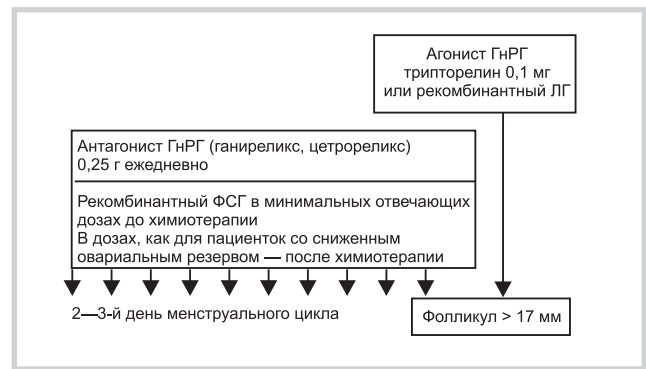 Агонист ГнРГ
трипторелин 0,1 мг
или рекомбинантный ЛГ
Антагонист ГнРГ (ганиреликс, цетрореликс)
0,25 г ежедневно
Рекомбинантный ФСГ в минимальных отвечающих
дозах до химиотерапии
В дозах, как для пациенток со сниженным
овариальным резервом — после химиотерапии
2—3-й день менструального цикла
Фолликул > 17 мм